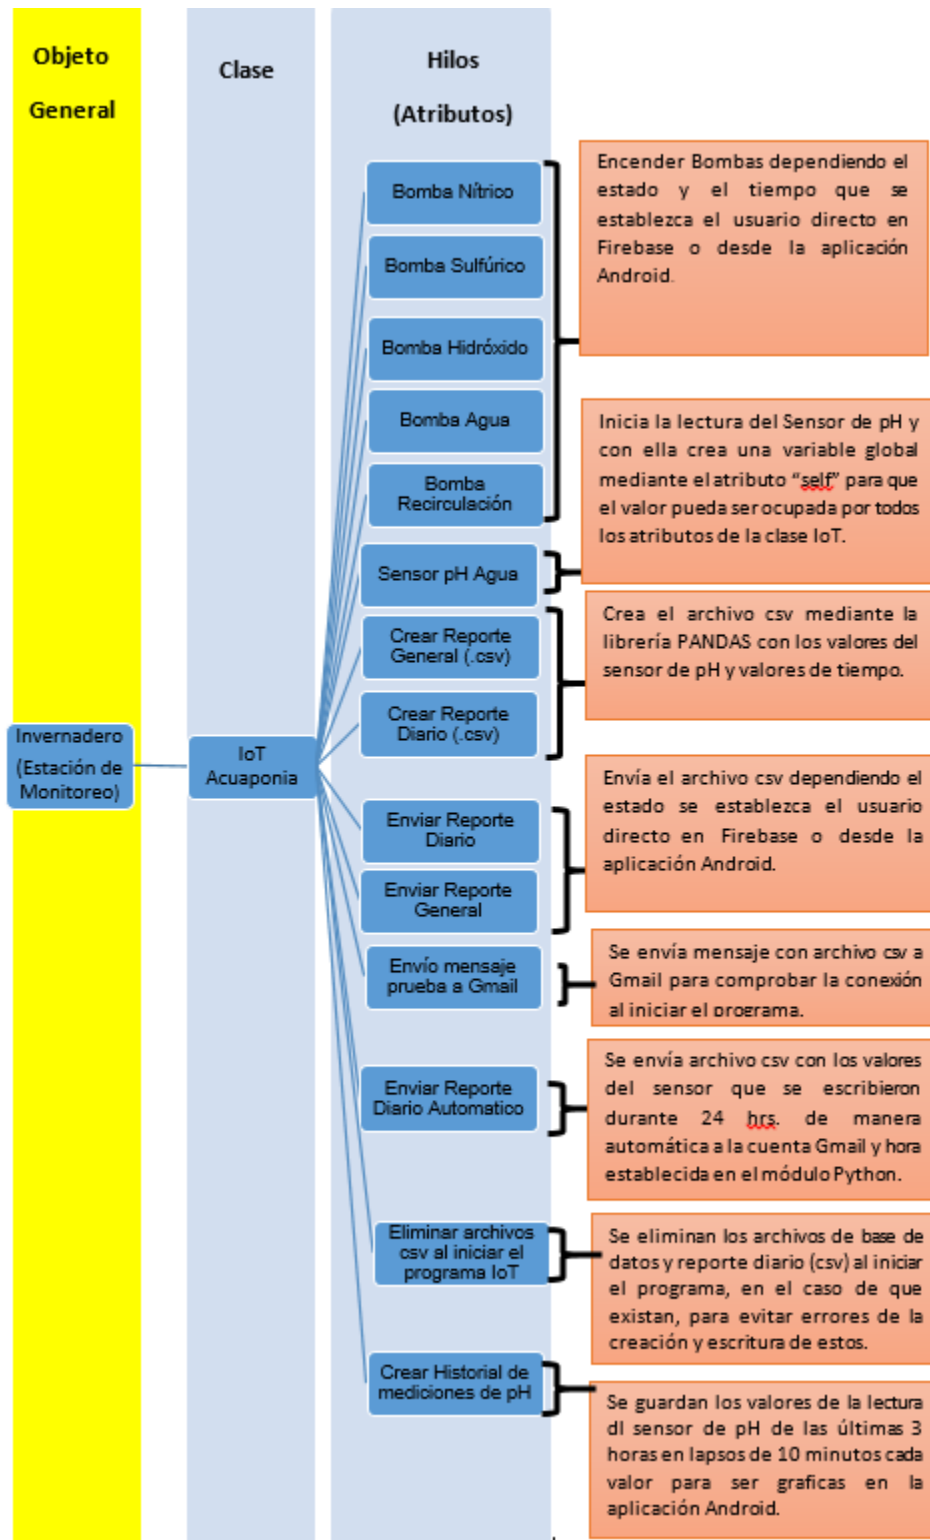 Objeto
General
Clase
Hilos
(Atributos)
Invernadero
(Estación de
Monitoreo)
IoT
Acuaponia
Bomba Nítrico
Bomba Sulfúrico
Bomba Hidróxido
Bomba Agua
Bomba
Recirculación
Encender Bombas dependiendo el
estado y el tiempo que se
establezca el usuario directo en
Firebase o desde la aplicación
Android.
Sensor pH Agua
Inicia la lectura del Sensor de pH y
con ella crea una variable global
mediante el atributo “self” para que
el valor pueda ser ocupada por todos
los atributos de la clase IoT.
Crear Reporte
General (.csv)
Crear Reporte
Diario (.csv)
Crea el archivo csv mediante la
librería PANDAS con los valores del
sensor de pH y valores de tiempo.
Enviar Reporte
Diario
Enviar Reporte
General
Envía el archivo csv dependiendo el
estado se establezca el usuario
directo en Firebase o desde la
aplicación Android.
Envío mensaje
prueba a Gmail
Se envía mensaje con archivo csv a
Gmail para comprobar la conexión
al iniciar el programa.
Enviar Reporte
Diario Automatico
Se envía archivo csv con los valores
del sensor que se escribieron
durante 24 hrs. de manera
automática a la cuenta Gmail y hora
establecida en el módulo Python.
Eliminar archivos
csv al iniciar el
programa IoT
Se eliminan los archivos de base de
datos y reporte diario (csv) al iniciar
el programa, en el caso de que
existan, para evitar errores de la
creación y escritura de estos.
Crear Historial de
mediciones de pH
Se guardan los valores de la lectura
dl sensor de pH de las últimas 3
horas en lapsos de 10 minutos cada
valor para ser graficas en la
aplicación Android.